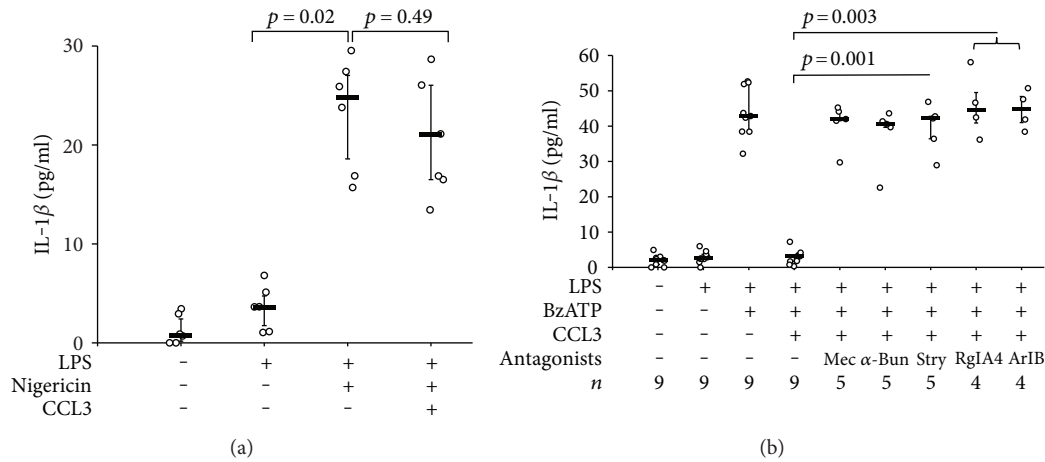 p = 0.02
p = 0.49
30
20
10
0
IL-1β (pg/ml)
LPS – + + +
Nigericin – – + +
CCL3 – – – +
(a)
p = 0.003
p = 0.001
60
50
40
30
20
10
0
IL-1β (pg/ml)
LPS – + + + + + + + +
BzATP – – + + + + + + +
CCL3 – – – + + + + + +
Antagonists – – – – Mec α-Bun Stry RgIA4 ArIB
n 9 9 9 9 5 5 5 4 4
(b)